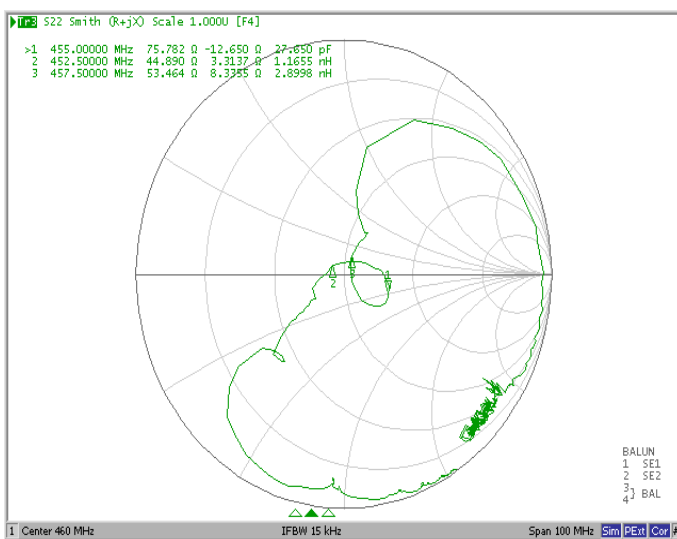 Tr3 S22 Smith (R+jX) Scale 1.000U [F4]
>1 455.00000 MHz 75.782 Ω -12.650 Ω 27.650 pF
2 452.50000 MHz 44.890 Ω 3.3137 Ω 1.1655 nH
3 457.50000 MHz 53.464 Ω 8.3355 Ω 2.8998 nH
1
2
3
BALUN
1 SE1
2 SE2
3
4} BAL
1 Center 460 MHz IFBW 15 kHz Span 100 MHz Sim PExt Cor #